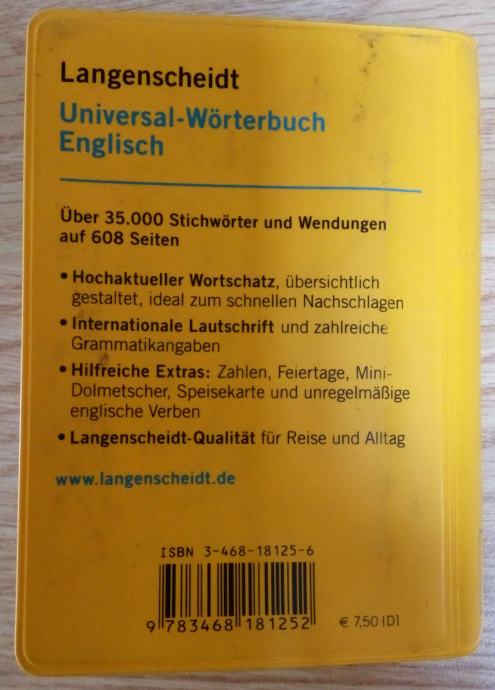 Langenscheidt
Universal-Wörterbuch
Englisch
Über 35.000 Stichwörter und Wendungen
auf 608 Seiten
• Hochaktueller Wortschatz, übersichtlich
gestaltet, ideal zum schnellen Nachschlagen
• Internationale Lautschrift und zahlreiche
Grammatikangaben
• Hilfreiche Extras: Zahlen, Feiertage, Mini-
Dolmetscher, Speisekarte und unregelmäßige
englische Verben
• Langenscheidt-Qualität für Reise und Alltag
www.langenscheidt.de
ISBN 3-468-18125-6
9 783468 181252
€ 7,50 [D]